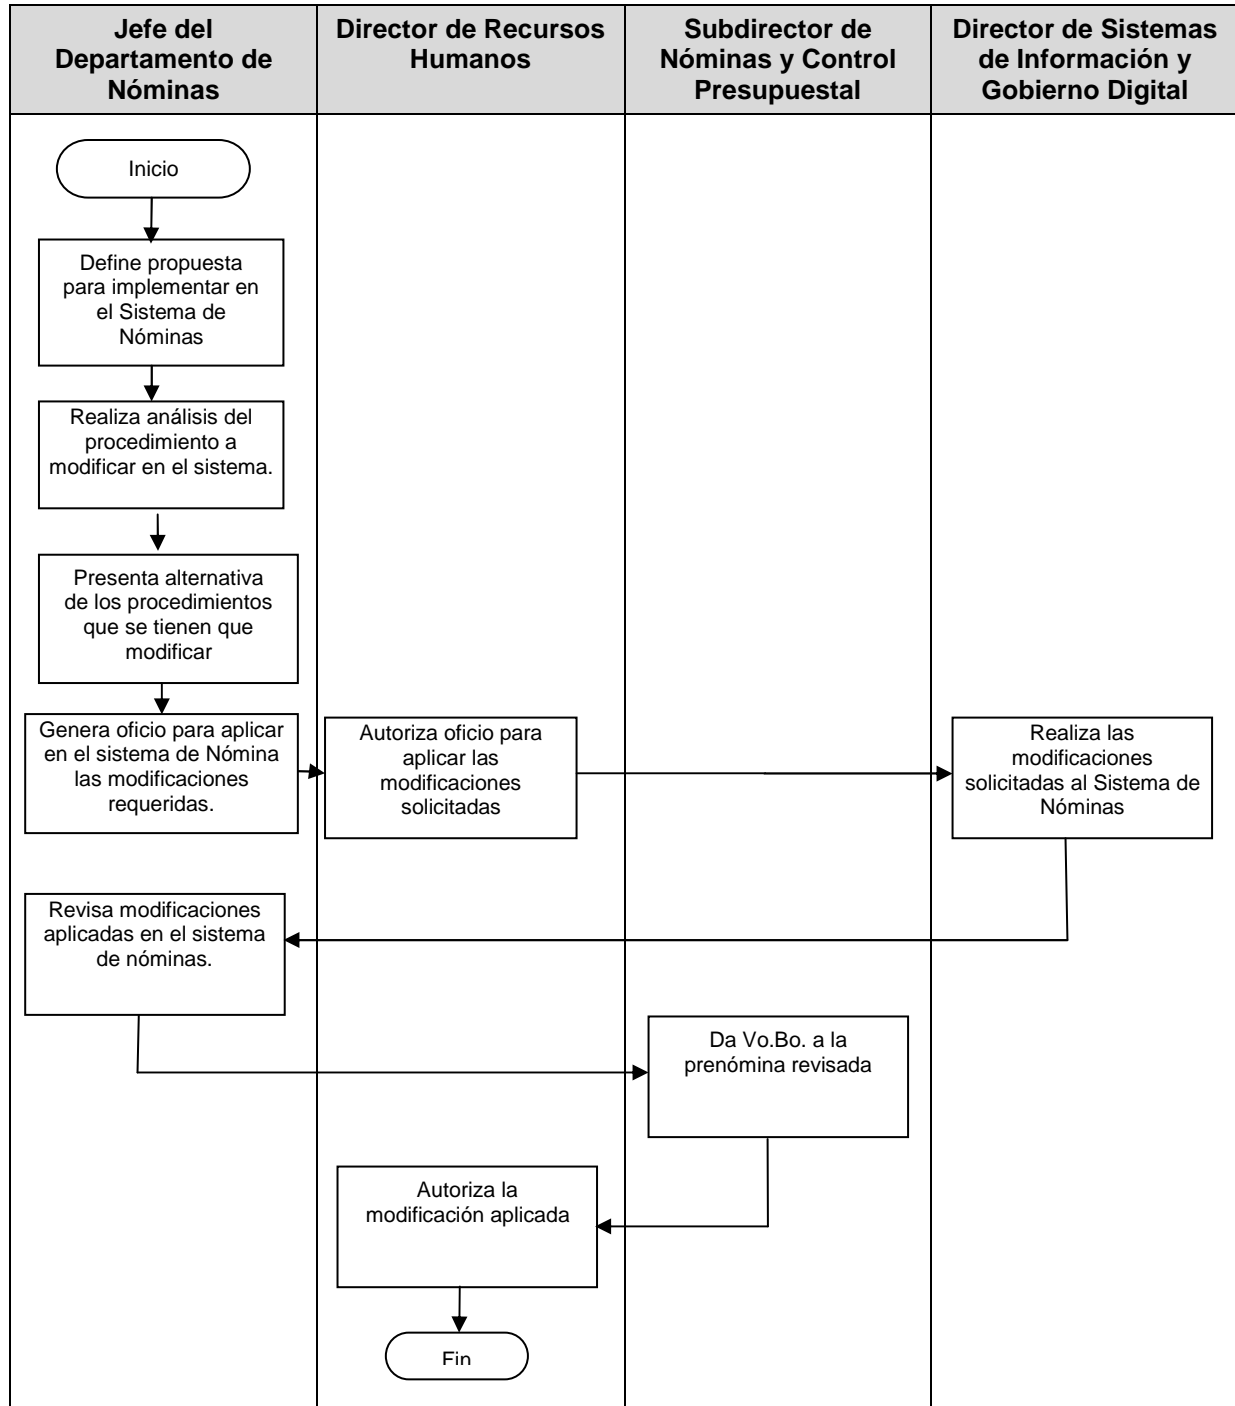 Jefe del
Departamento de
Nóminas
Director de Recursos
Humanos
Subdirector de
Nóminas y Control
Presupuestal
Director de Sistemas
de Información y
Gobierno Digital
Inicio
Define propuesta
para implementar en
el Sistema de
Nóminas
Realiza análisis del
procedimiento a
modificar en el sistema.
Presenta alternativa
de los procedimientos
que se tienen que
modificar
Genera oficio para aplicar
en el sistema de Nómina
las modificaciones
requeridas.
Autoriza oficio para
aplicar las
modificaciones
solicitadas
Realiza las
modificaciones
solicitadas al Sistema de
Nóminas
Revisa modificaciones
aplicadas en el sistema
de nóminas.
Da Vo.Bo. a la
prenómina revisada
Autoriza la
modificación aplicada
Fin